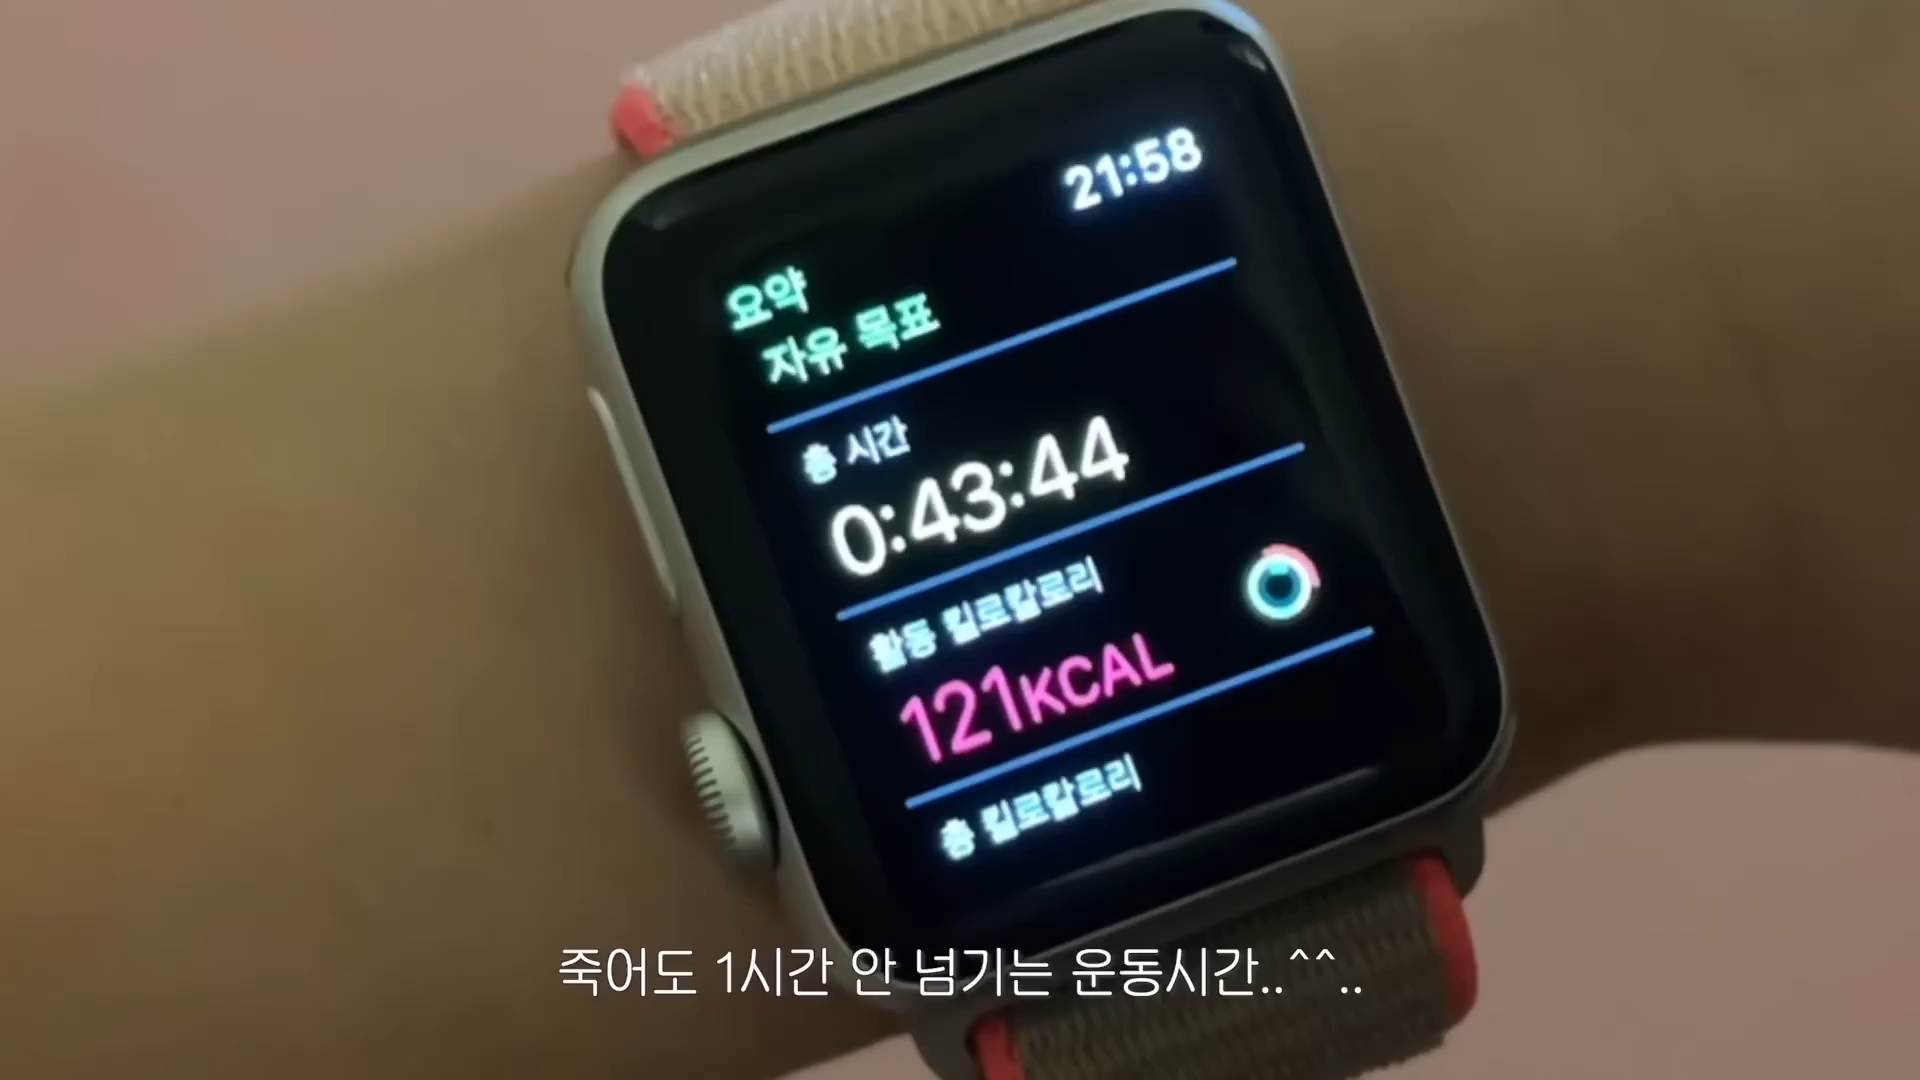 21:58
요약
자유 목표
총 시간
0:43:44
활동 킬로칼로리
121KCAL
총 킬로칼로리
죽어도 1시간 안 넘기는 운동시간..^^..